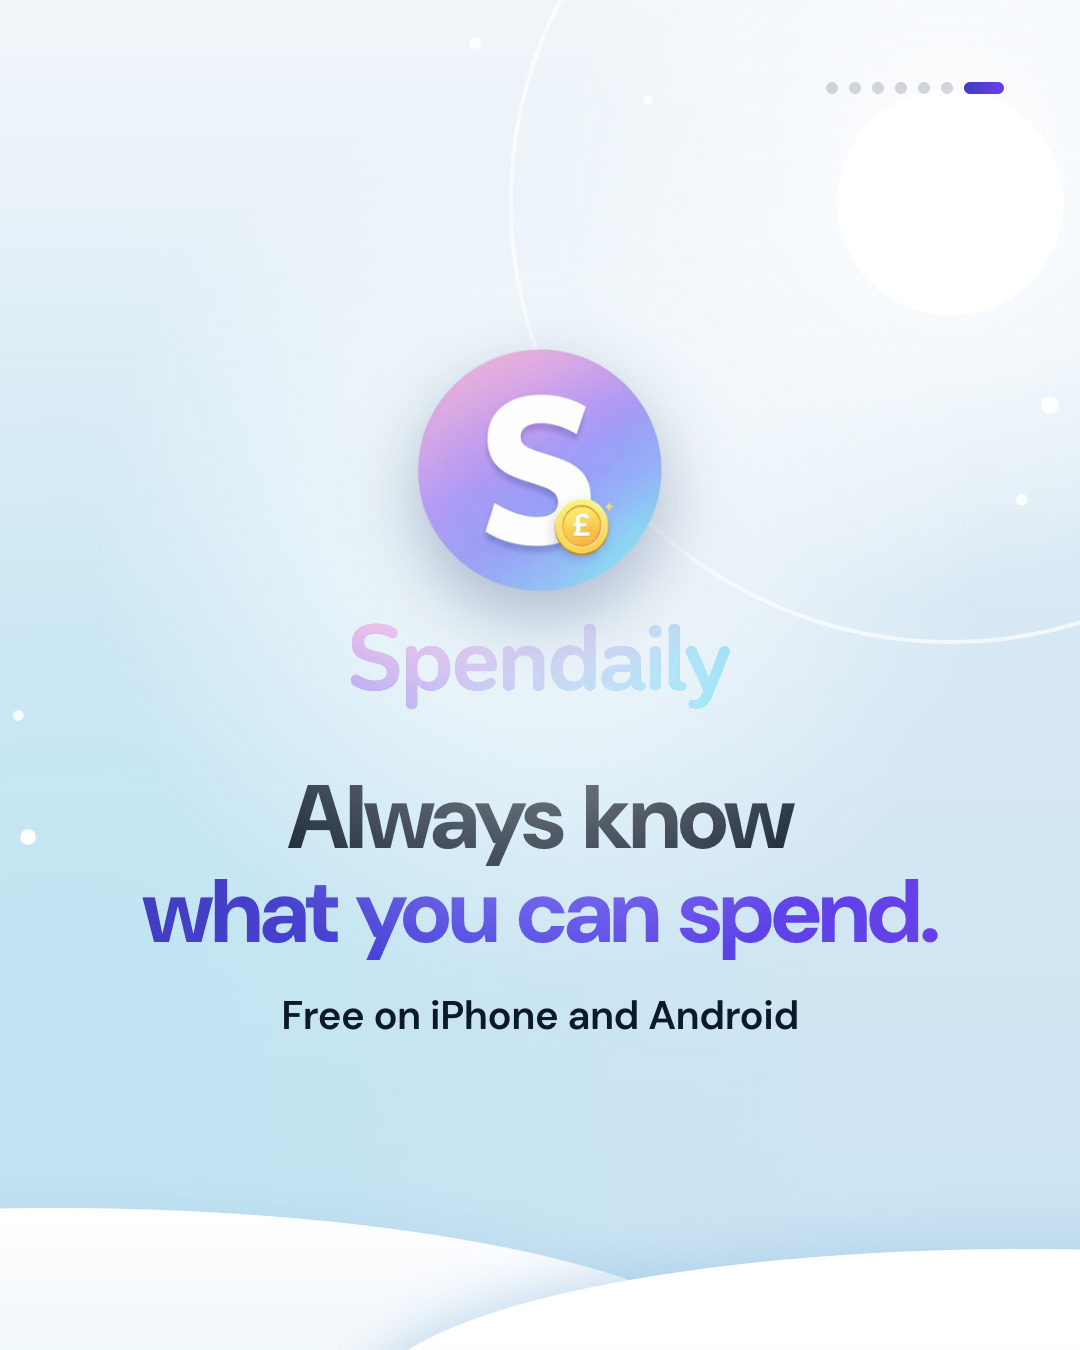 S
£
Spendaily
Always know
what you can spend.
Free on iPhone and Android